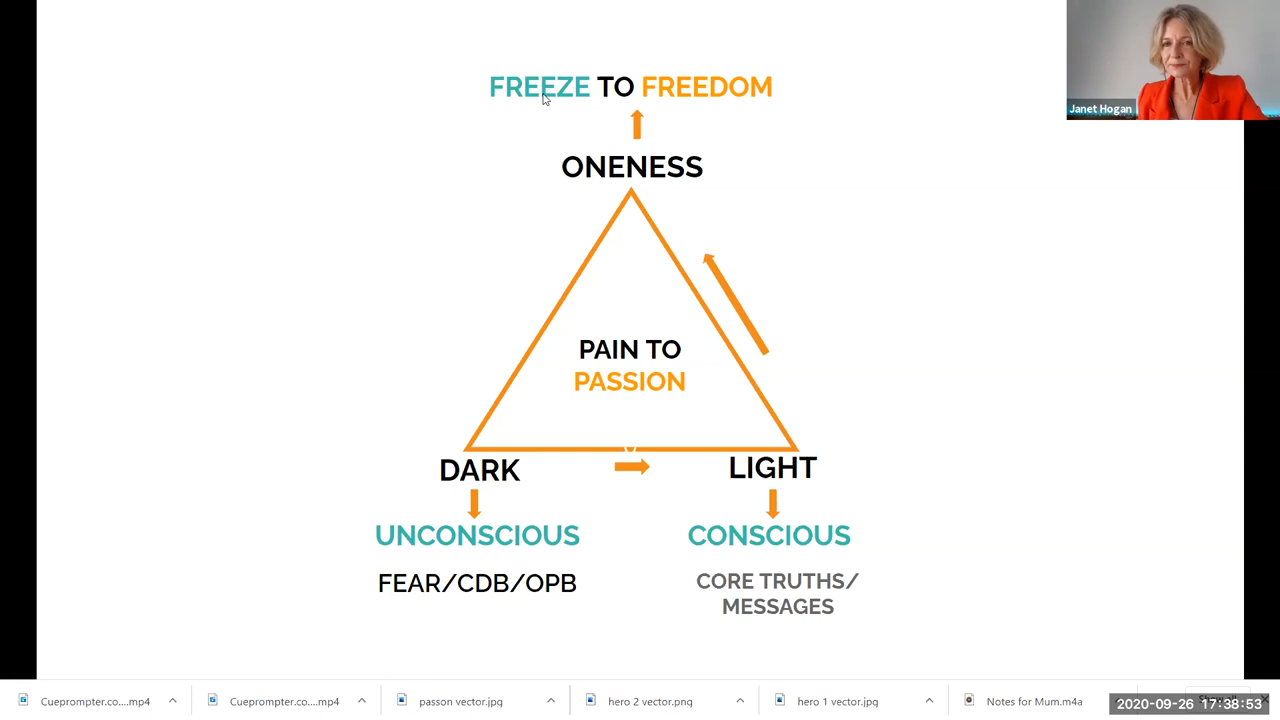 FREEZE TO FREEDOM
Janet Hogan
ONENESS
PAIN TO
PASSION
DARK
LIGHT
UNCONSCIOUS
CONSCIOUS
FEAR/CDB/OPB
CORE TRUTHS/
MESSAGES
Cueprompter.co....mp4
Cueprompter.co....mp4
passon vector.jpg
hero 2 vector.png
hero 1 vector.jpg
Notes for Mum.m4a
Show all
2020-09-26 17:38:53